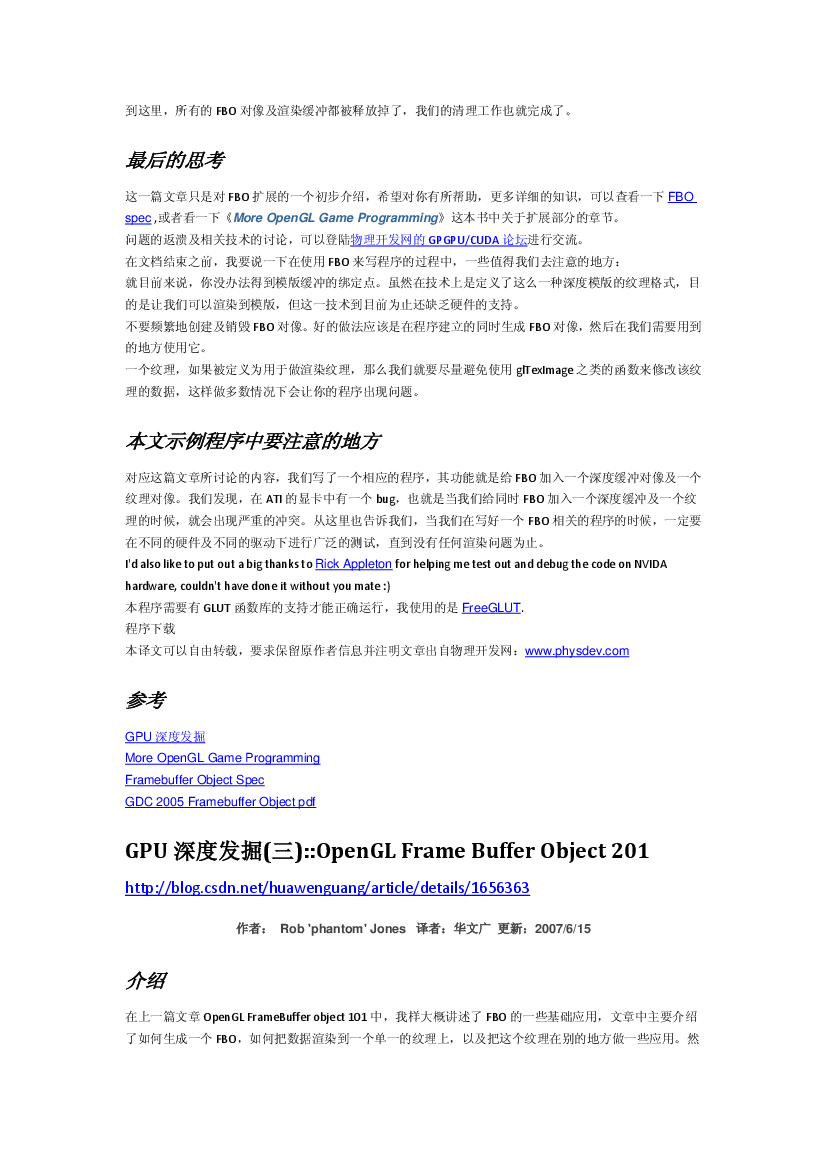 到这里，所有的 FBO 对像及渲染缓冲都被释放掉了，我们的清理工作也就完成了。
最后的思考
这一篇文章只是对 FBO 扩展的一个初步介绍，希望对你有所帮助，更多详细的知识，可以查看一下 FBO
spec ,或者看一下《More OpenGL Game Programming》这本书中关于扩展部分的章节。
问题的返溃及相关技术的讨论，可以登陆物理开发网的 GPGPU/CUDA 论坛进行交流。
在文档结束之前，我要说一下在使用 FBO 来写程序的过程中，一些值得我们去注意的地方：
就目前来说，你没办法得到模版缓冲的绑定点。虽然在技术上是定义了这么一种深度模版的纹理格式，目
的是让我们可以渲染到模版，但这一技术到目前为止还缺乏硬件的支持。
不要频繁地创建及销毁 FBO 对像。好的做法应该是在程序建立的同时生成 FBO 对像，然后在我们需要用到
的地方使用它。
一个纹理，如果被定义为用于做渲染纹理，那么我们就要尽量避免使用 glTexImage 之类的函数来修改该纹
理的数据，这样做多数情况下会让你的程序出现问题。
本文示例程序中要注意的地方
对应这篇文章所讨论的内容，我们写了一个相应的程序，其功能就是给 FBO 加入一个深度缓冲对像及一个
纹理对像。我们发现，在 ATI 的显卡中有一个 bug，也就是当我们给同时 FBO 加入一个深度缓冲及一个纹
理的时候，就会出现严重的冲突。从这里也告诉我们，当我们在写好一个 FBO 相关的程序的时候，一定要
在不同的硬件及不同的驱动下进行广泛的测试，直到没有任何渲染问题为止。
I'd also like to put out a big thanks to Rick Appleton for helping me test out and debug the code on NVIDA
hardware, couldn't have done it without you mate :)
本程序需要有 GLUT 函数库的支持才能正确运行，我使用的是 FreeGLUT.
程序下载
本译文可以自由转载，要求保留原作者信息并注明文章出自物理开发网：www.physdev.com
参考
GPU 深度发掘
More OpenGL Game Programming
Framebuffer Object Spec
GDC 2005 Framebuffer Object pdf
GPU 深度发掘(三)::OpenGL Frame Buffer Object 201
http://blog.csdn.net/huawenguang/article/details/1656363
作者： Rob 'phantom' Jones 译者：华文广 更新：2007/6/15
介绍
在上一篇文章 OpenGL FrameBuffer object 101 中，我样大概讲述了 FBO 的一些基础应用，文章中主要介绍
了如何生成一个 FBO，如何把数据渲染到一个单一的纹理上，以及把这个纹理在别的地方做一些应用。然